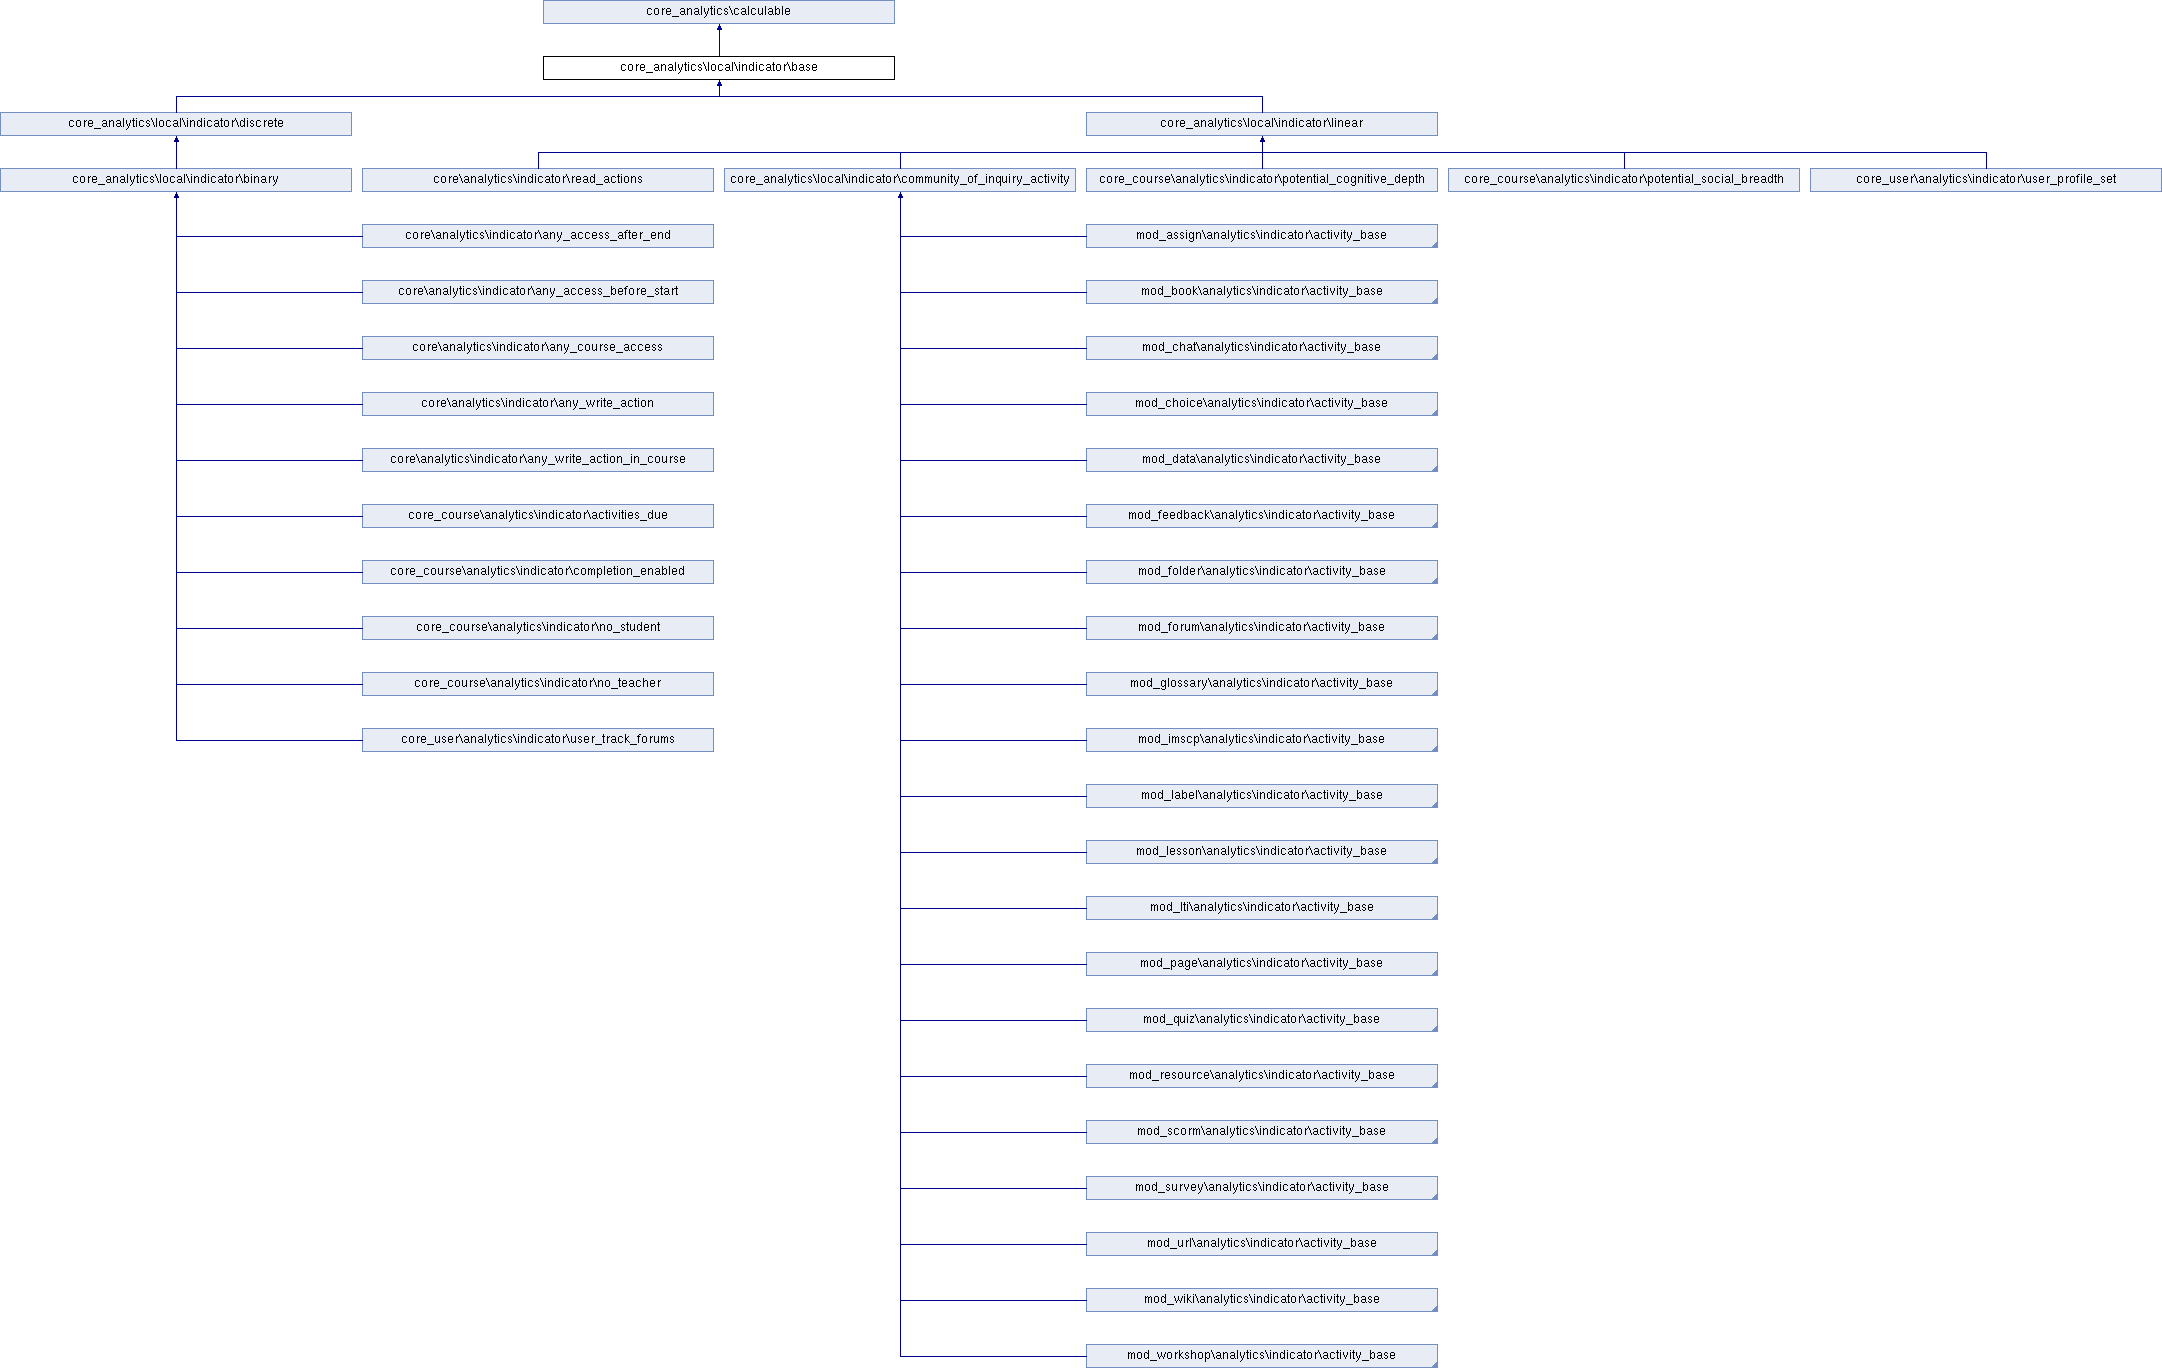 core_analytics\calculable
core_analytics\local\indicator\base
core_analytics\local\indicator\discrete
core_analytics\local\indicator\linear
core_analytics\local\indicator\binary
core\analytics\indicator\read_actions
core_analytics\local\indicator\community_of_inquiry_activity
core_course\analytics\indicator\potential_cognitive_depth
core_course\analytics\indicator\potential_social_breadth
core_user\analytics\indicator\user_profile_set
core\analytics\indicator\any_access_after_end
mod_assign\analytics\indicator\activity_base
core\analytics\indicator\any_access_before_start
mod_book\analytics\indicator\activity_base
core\analytics\indicator\any_course_access
mod_chat\analytics\indicator\activity_base
core\analytics\indicator\any_write_action
mod_choice\analytics\indicator\activity_base
core\analytics\indicator\any_write_action_in_course
mod_data\analytics\indicator\activity_base
core_course\analytics\indicator\activities_due
mod_feedback\analytics\indicator\activity_base
core_course\analytics\indicator\completion_enabled
mod_folder\analytics\indicator\activity_base
core_course\analytics\indicator\no_student
mod_forum\analytics\indicator\activity_base
core_course\analytics\indicator\no_teacher
mod_glossary\analytics\indicator\activity_base
core_user\analytics\indicator\user_track_forums
mod_imscp\analytics\indicator\activity_base
mod_label\analytics\indicator\activity_base
mod_lesson\analytics\indicator\activity_base
mod_lti\analytics\indicator\activity_base
mod_page\analytics\indicator\activity_base
mod_quiz\analytics\indicator\activity_base
mod_resource\analytics\indicator\activity_base
mod_scorm\analytics\indicator\activity_base
mod_survey\analytics\indicator\activity_base
mod_url\analytics\indicator\activity_base
mod_wiki\analytics\indicator\activity_base
mod_workshop\analytics\indicator\activity_base